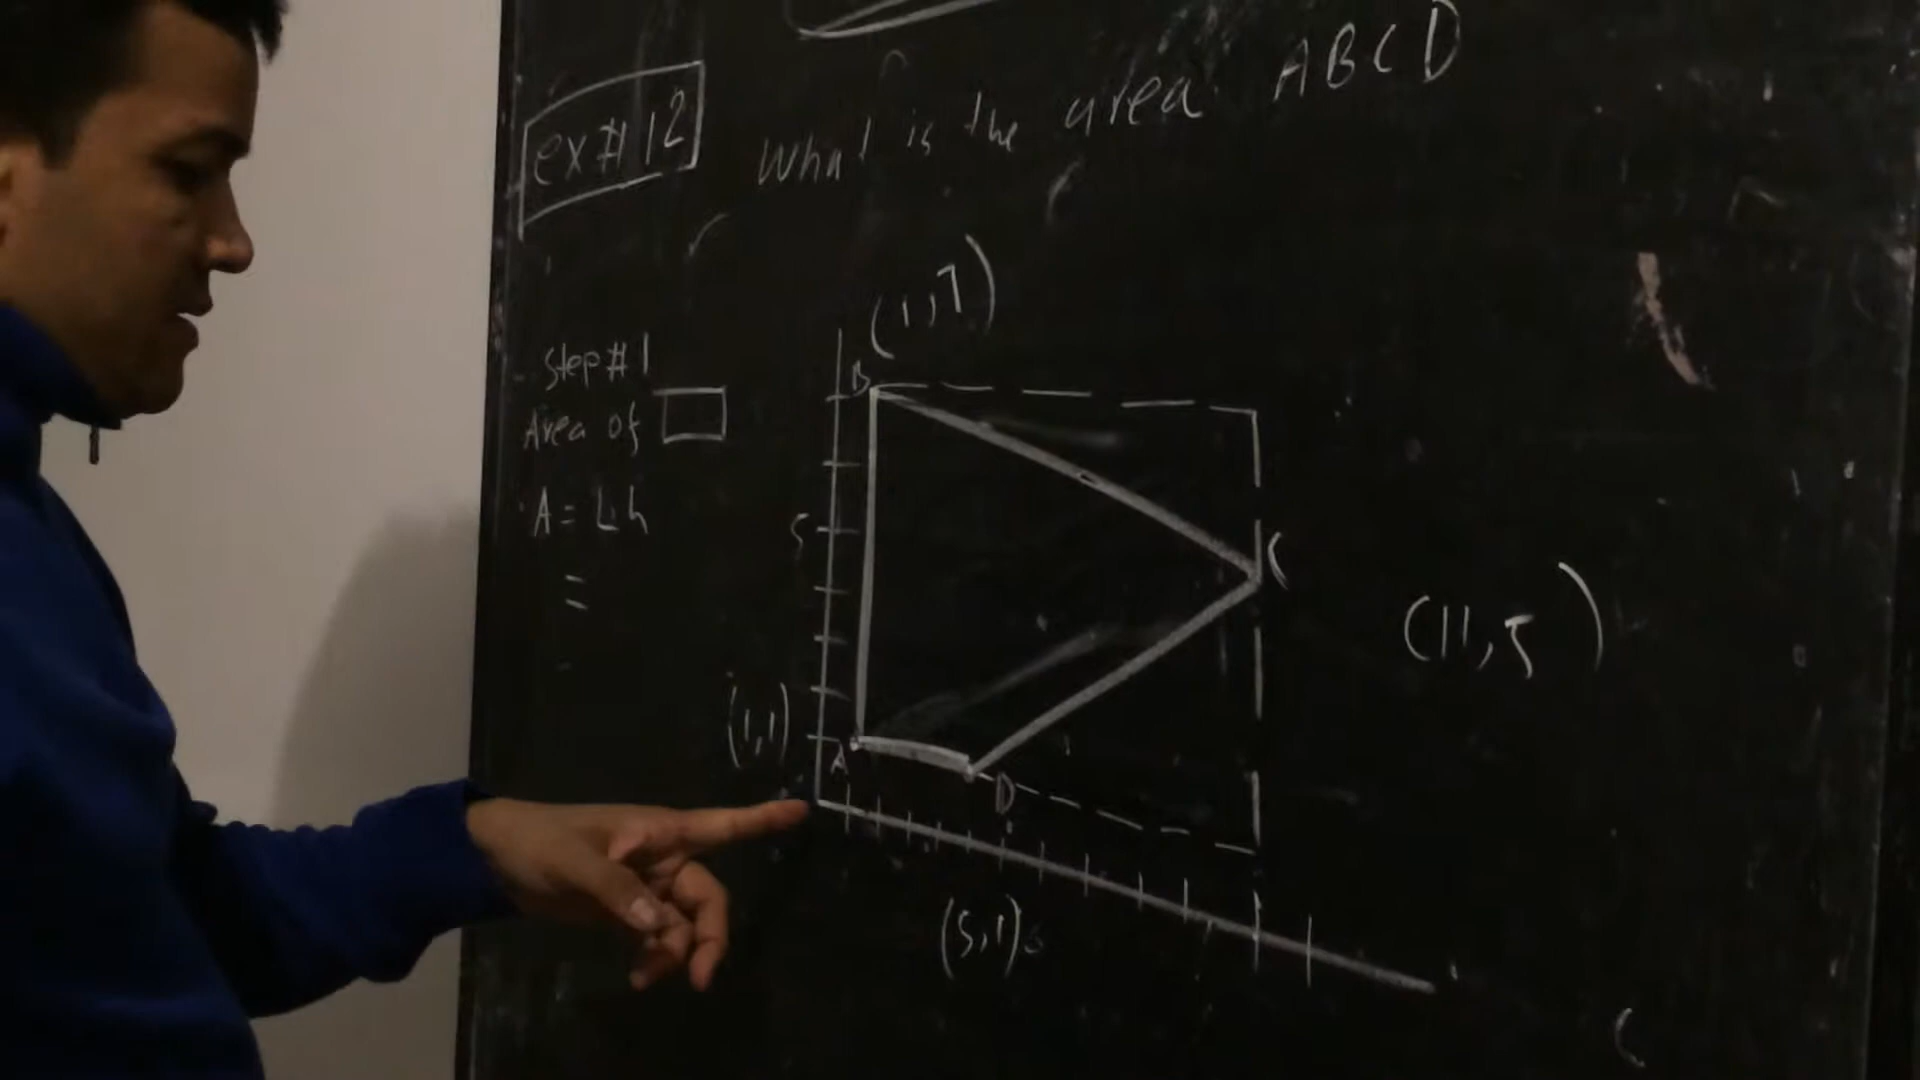 ex#12
What is the area ABCD
(1,7)
Step #1
Area of
A = L h
=
B
5
C
(11,5)
(1,1)
A
D
(5,1)